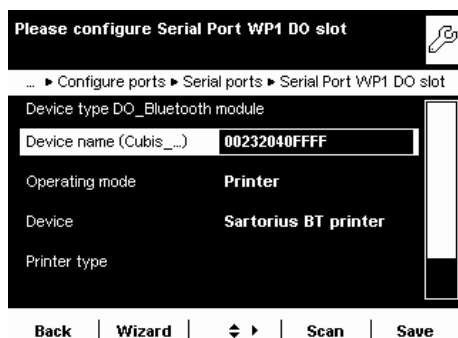 Please configure Serial Port WP1 DO slot
... ▸ Configure ports ▸ Serial ports ▸ Serial Port WP1 DO slot
Device type DO_Bluetooth module
Device name (Cubis_...) 00232040FFFF
Operating mode Printer
Device Sartorius BT printer
Printer type
Back Wizard Scan Save